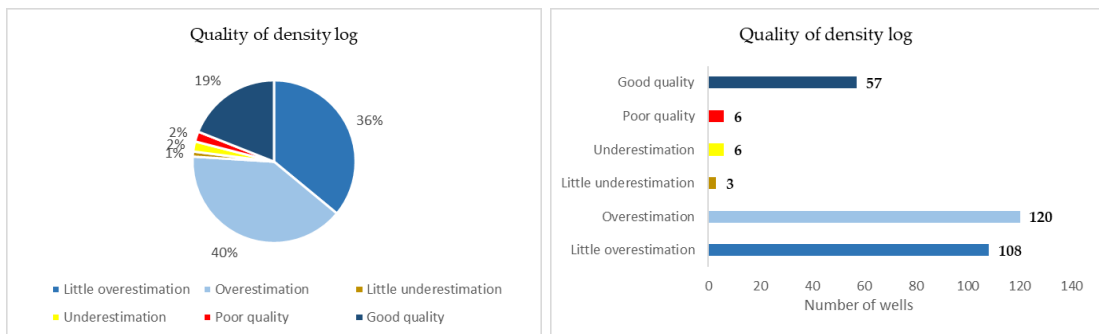 Quality of density log
19%
36%
2%
2%
1%
40%
Little overestimation
Overestimation
Little underestimation
Underestimation
Poor quality
Good quality
Quality of density log
Good quality
57
Poor quality
6
Underestimation
6
Little underestimation
3
Overestimation
120
Little overestimation
108
0 20 40 60 80 100 120 140
Number of wells